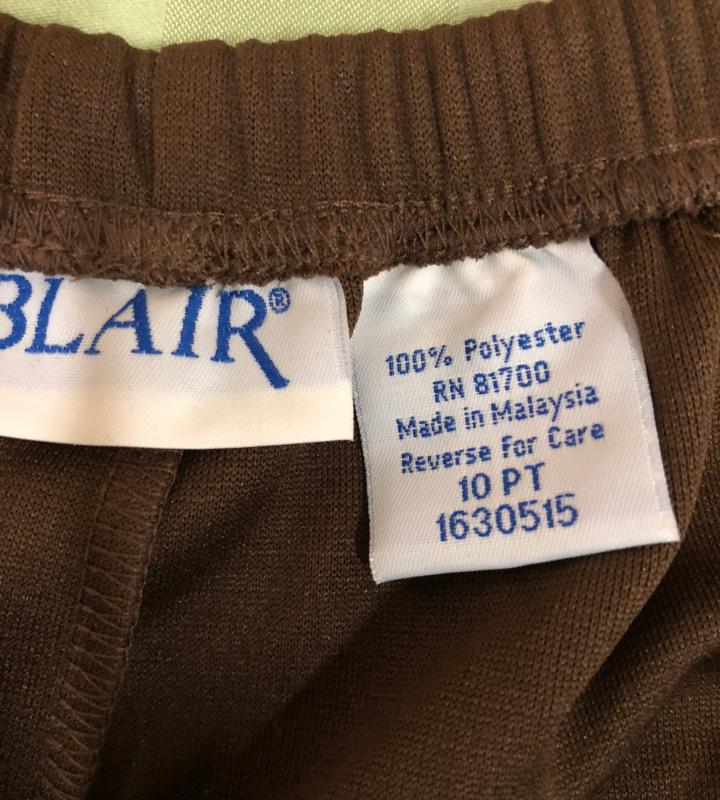 BLAIR®
100% Polyester
RN 81700
Made in Malaysia
Reverse For Care
10 PT
1630515